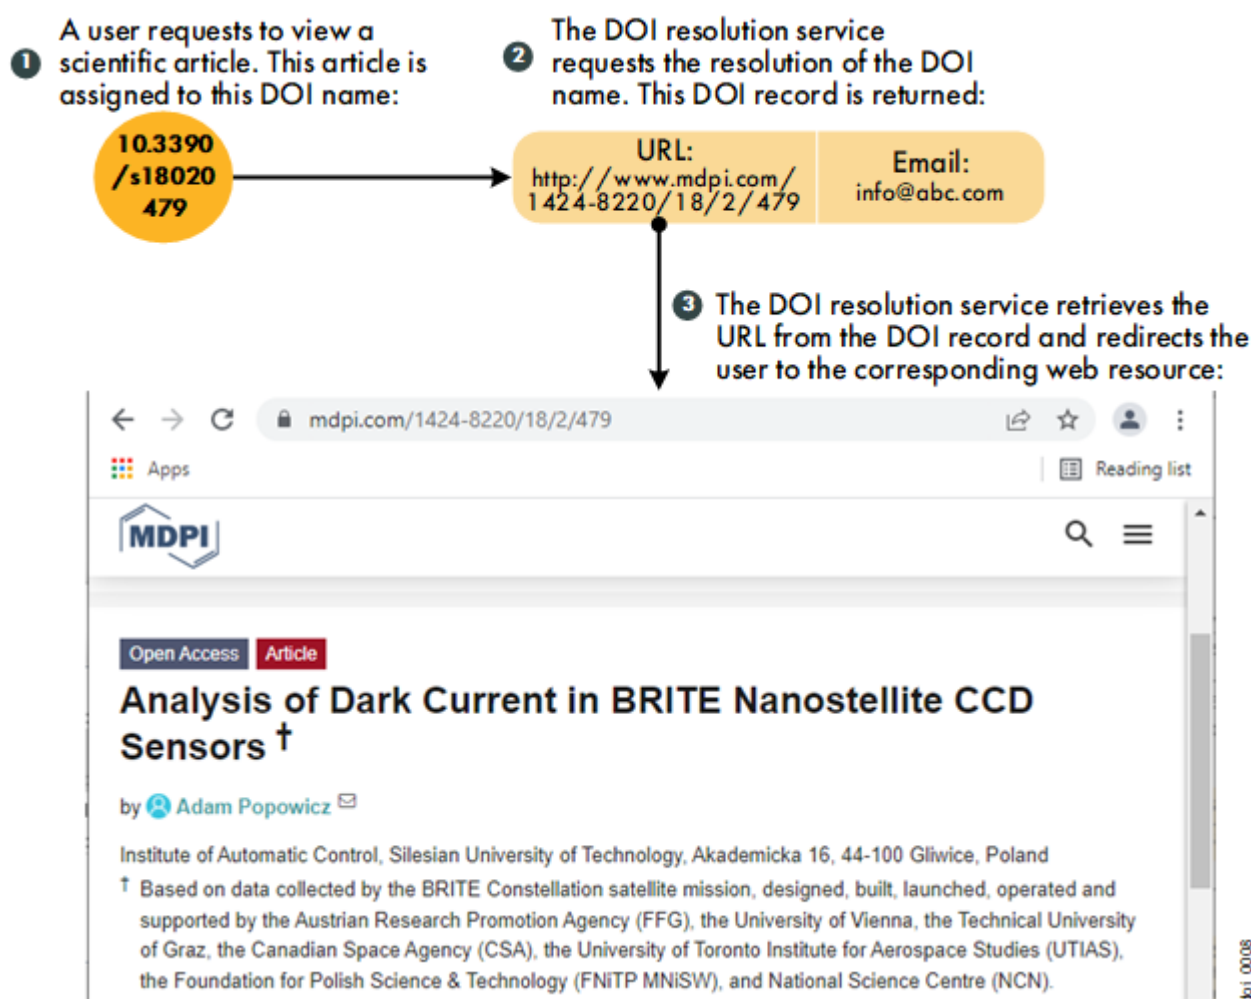 1 A user requests to view a
scientific article. This article is
assigned to this DOI name:
10.3390
/s18020
479
2 The DOI resolution service
requests the resolution of the DOI
name. This DOI record is returned:
URL:
http://www.mdpi.com/
1424-8220/18/2/479
Email:
info@abc.com
3 The DOI resolution service retrieves the
URL from the DOI record and redirects the
user to the corresponding web resource:
mdpi.com/1424-8220/18/2/479
Apps
Reading list
MDPI
Open Access Article
Analysis of Dark Current in BRITE Nanostellite CCD
Sensors †
by Adam Popowicz
Institute of Automatic Control, Silesian University of Technology, Akademicka 16, 44-100 Gliwice, Poland
† Based on data collected by the BRITE Constellation satellite mission, designed, built, launched, operated and
supported by the Austrian Research Promotion Agency (FFG), the University of Vienna, the Technical University
of Graz, the Canadian Space Agency (CSA), the University of Toronto Institute for Aerospace Studies (UTIAS),
the Foundation for Polish Science & Technology (FNiTP MNiSW), and National Science Centre (NCN).
doi_0008